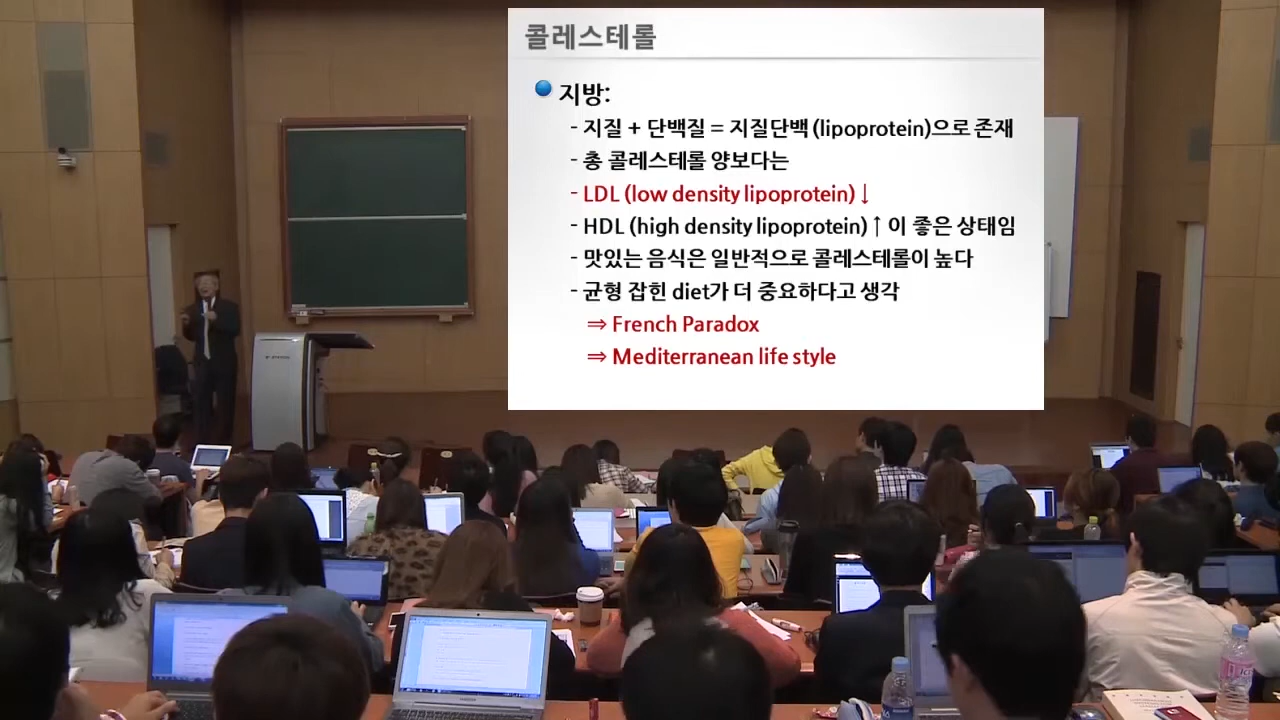 콜레스테롤
지방:
- 지질 + 단백질 = 지질단백 (lipoprotein)으로 존재
- 총 콜레스테롤 양보다는
- LDL (low density lipoprotein) ↓
- HDL (high density lipoprotein) ↑ 이 좋은 상태임
- 맛있는 음식은 일반적으로 콜레스테롤이 높다
- 균형 잡힌 diet가 더 중요하다고 생각
⇒ French Paradox
⇒ Mediterranean life style